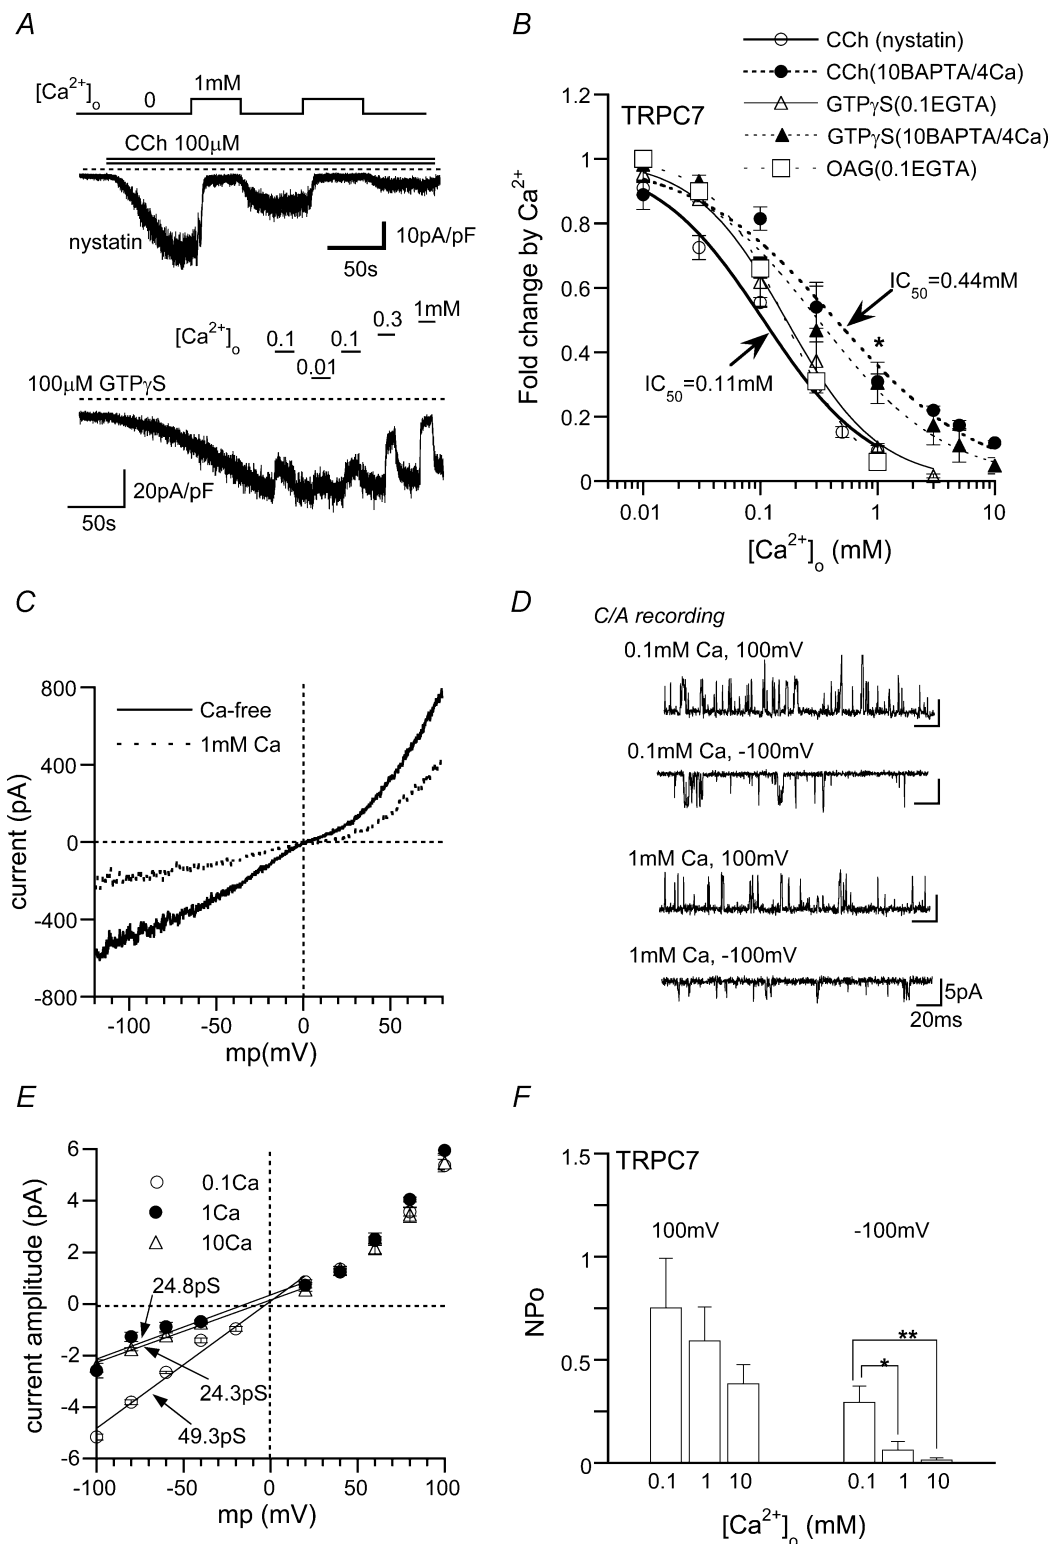 A
[Ca2+]o
0
1mM
CCh 100μM
nystatin
10pA/pF
50s
[Ca2+]o
0.1
0.01
0.1
0.3
1mM
100μM GTPγS
20pA/pF
50s
B
CCh (nystatin)
CCh(10BAPTA/4Ca)
GTPγS(0.1EGTA)
GTPγS(10BAPTA/4Ca)
OAG(0.1EGTA)
TRPC7
Fold change by Ca2+
1.2
1
0.8
0.6
0.4
0.2
0
IC50=0.44mM
*
IC50=0.11mM
0.01
0.1
1
10
[Ca2+]o (mM)
C
Ca-free
1mM Ca
current (pA)
800
400
0
-400
-800
-100
-50
0
50
mp(mV)
D
C/A recording
0.1mM Ca, 100mV
0.1mM Ca, -100mV
1mM Ca, 100mV
1mM Ca, -100mV
5pA
20ms
E
0.1Ca
1Ca
10Ca
current amplitude (pA)
6
4
2
0
-2
-4
-6
24.8pS
24.3pS
49.3pS
-100
-50
0
50
100
mp (mV)
F
TRPC7
NPo
1.5
1
0.5
0
100mV
-100mV
**
*
0.1
1
10
0.1
1
10
[Ca2+]o (mM)